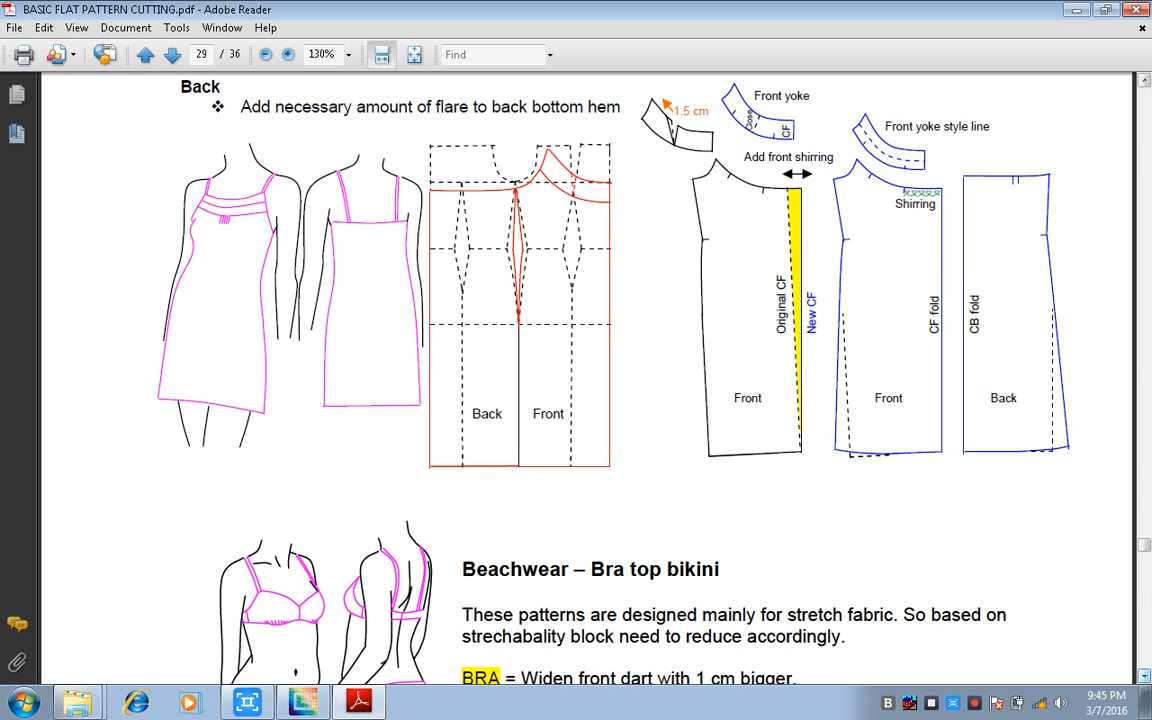 BASIC FLAT PATTERN CUTTING.pdf - Adobe Reader
File Edit View Document Tools Window Help
29 / 36 130% Find
Back
❖ Add necessary amount of flare to back bottom hem
1.5 cm
Close
CF
Front yoke
Front yoke style line
Add front shirring
Shirring
Original CF
New CF
CF fold
CB fold
Back Front Front Front Back
Beachwear – Bra top bikini
These patterns are designed mainly for stretch fabric. So based on
strechabality block need to reduce accordingly.
BRA = Widen front dart with 1 cm bigger.
9:45 PM
3/7/2016